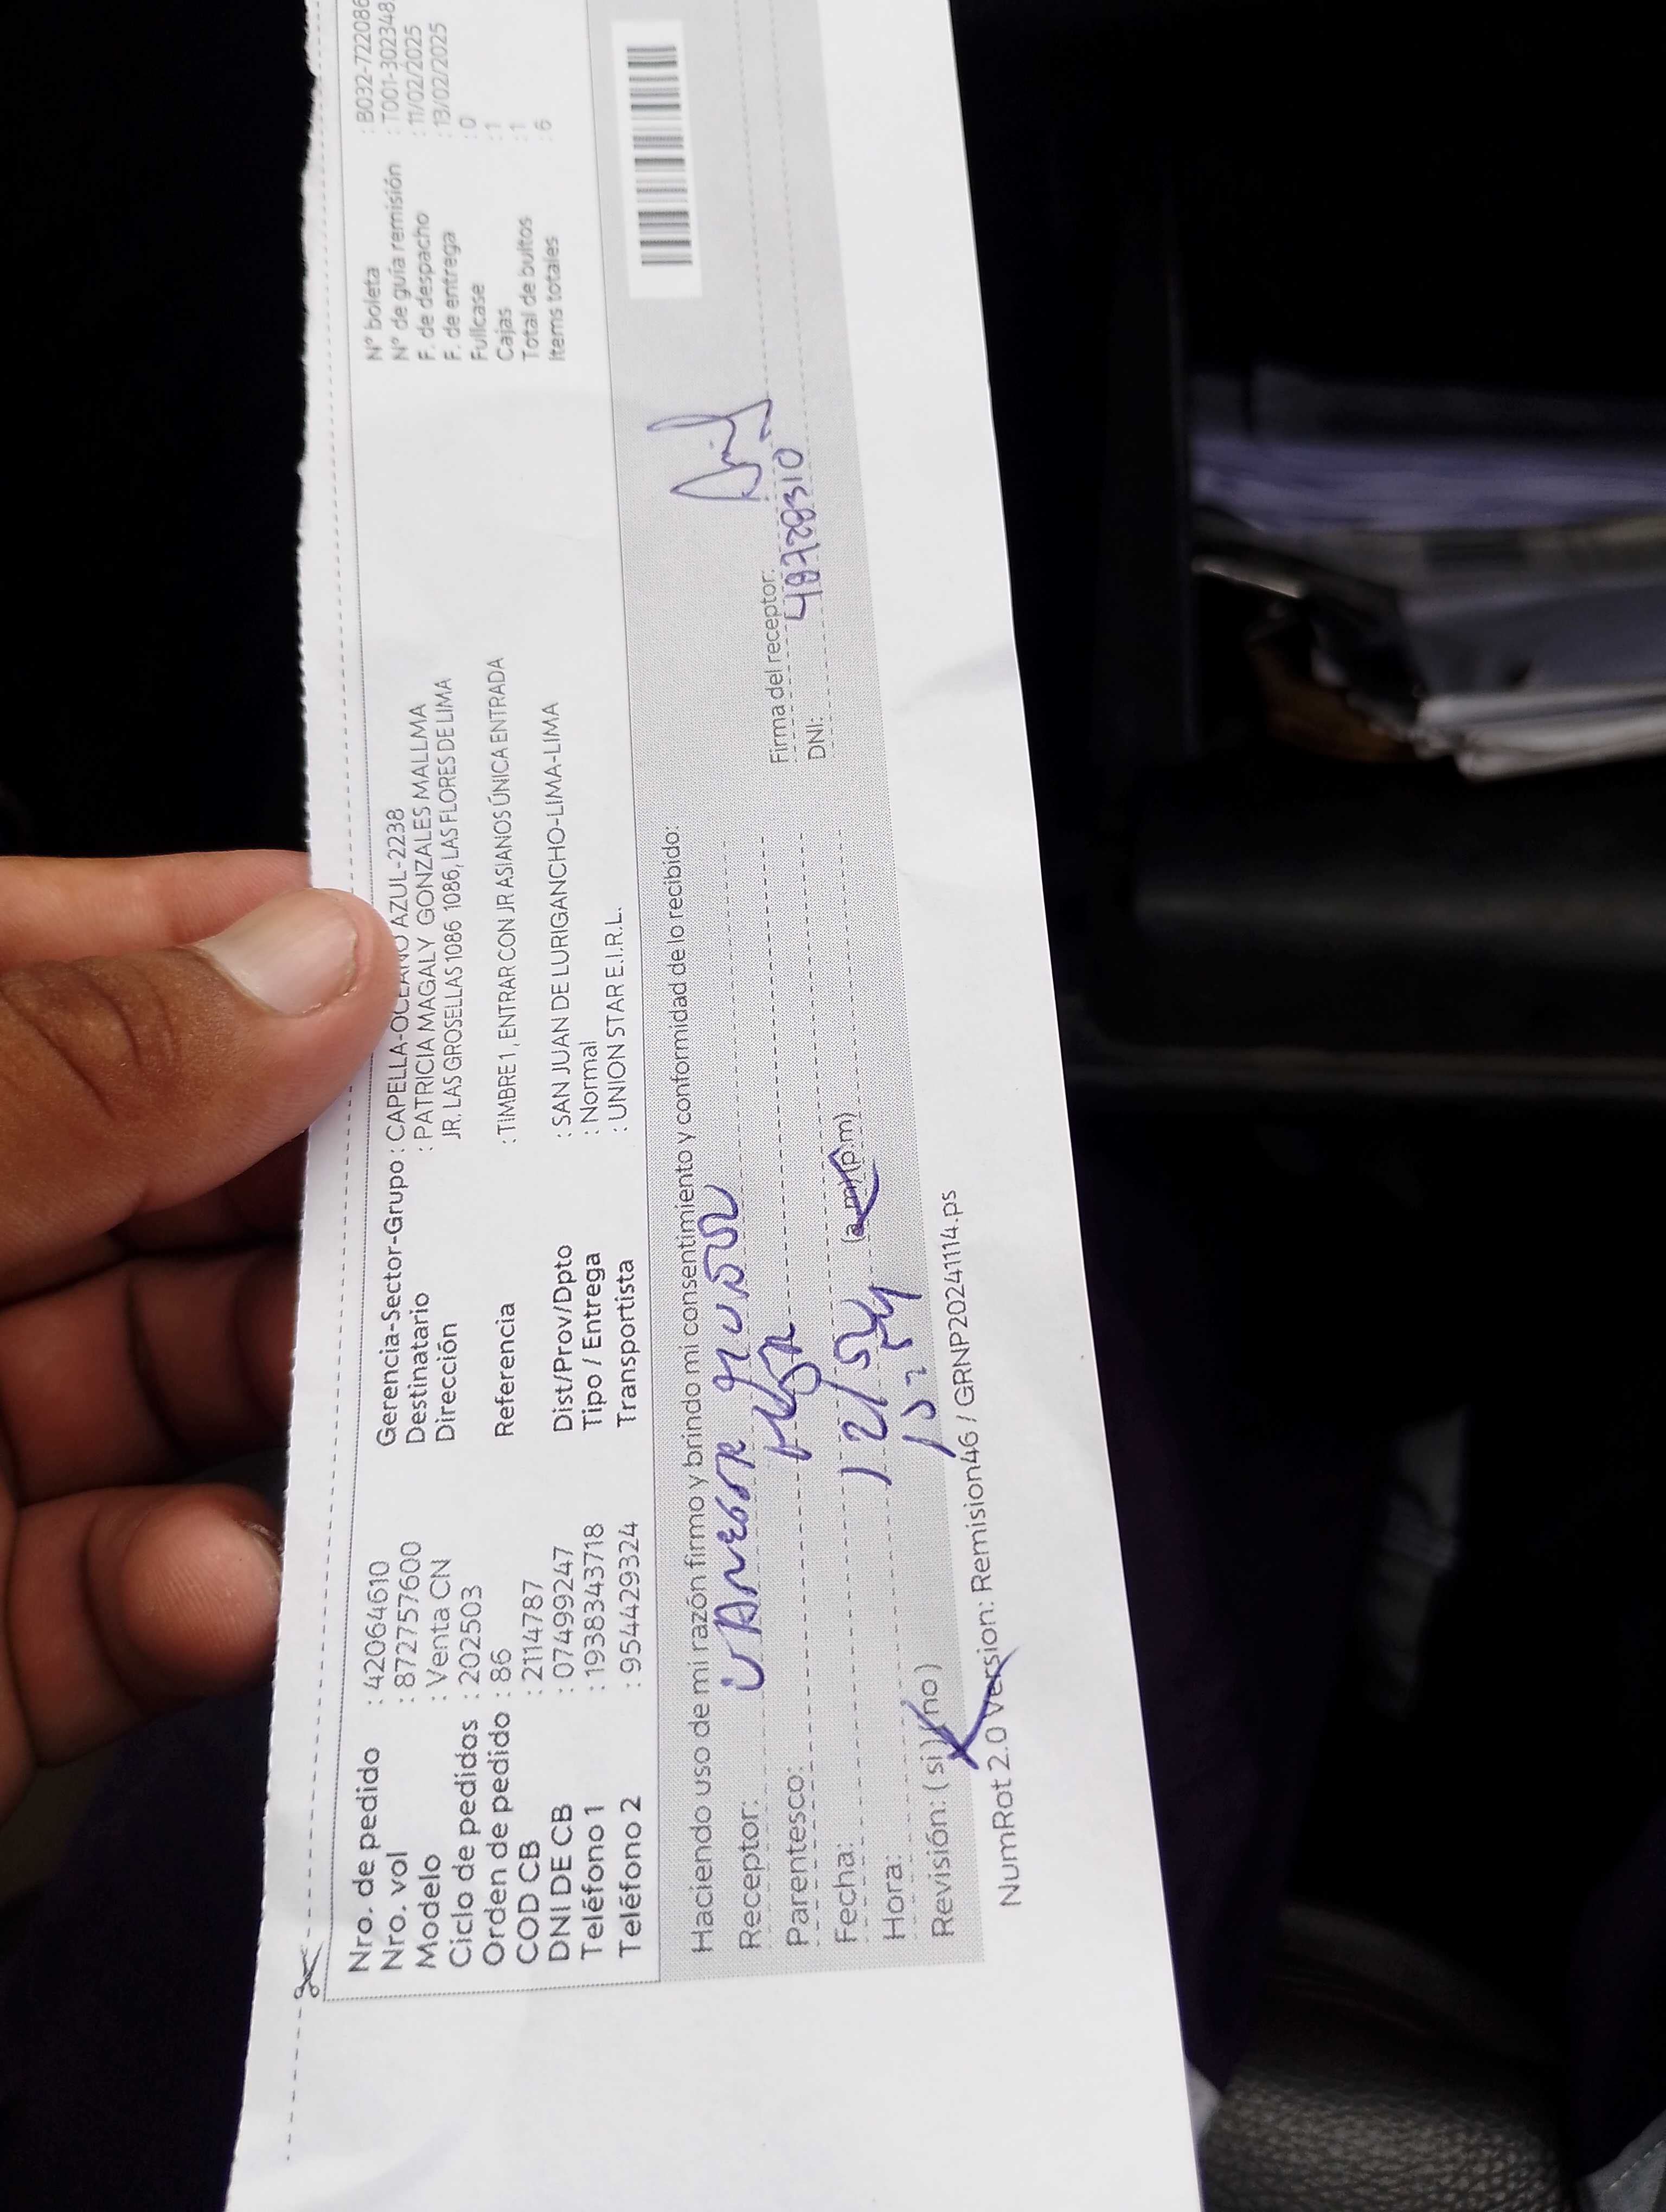 Nro. de pedido : 42064610
Nro. vol : 8727757600
Modelo : Venta CN
Ciclo de pedidos : 202503
Orden de pedido : 86
COD CB : 2114787
DNI DE CB : 07499247
Teléfono 1 : 1938343718
Teléfono 2 : 954429324
Gerencia-Sector-Grupo : CAPELLA-OCEANO AZUL-2238
Destinatario : PATRICIA MAGALY GONZALES MALLMA
Dirección JR. LAS GROSELLAS 1086 1086, LAS FLORES DE LIMA
Referencia : TIMBRE 1, ENTRAR CON JR ASIANOS ÚNICA ENTRADA
Dist/Prov/Dpto : SAN JUAN DE LURIGANCHO-LIMA-LIMA
Tipo / Entrega : Normal
Transportista : UNION STAR E.I.R.L.
N° boleta : B032-722086
N° de guía remisión : T001-302348
F. de despacho : 11/02/2025
F. de entrega : 13/02/2025
Fullcase : 0
Cajas : 1
Total de bultos : 1
Items totales : 6
Haciendo uso de mi razón firmo y brindo mi consentimiento y conformidad de lo recibido:
Receptor: VANESSA
Parentesco:
Fecha:
Hora: (a.m) (p.m)
Revisión: (si) (no)
Firma del receptor:
DNI: 48728310
NumRot 2.0 version: Remision46 / GRNP20241114.ps